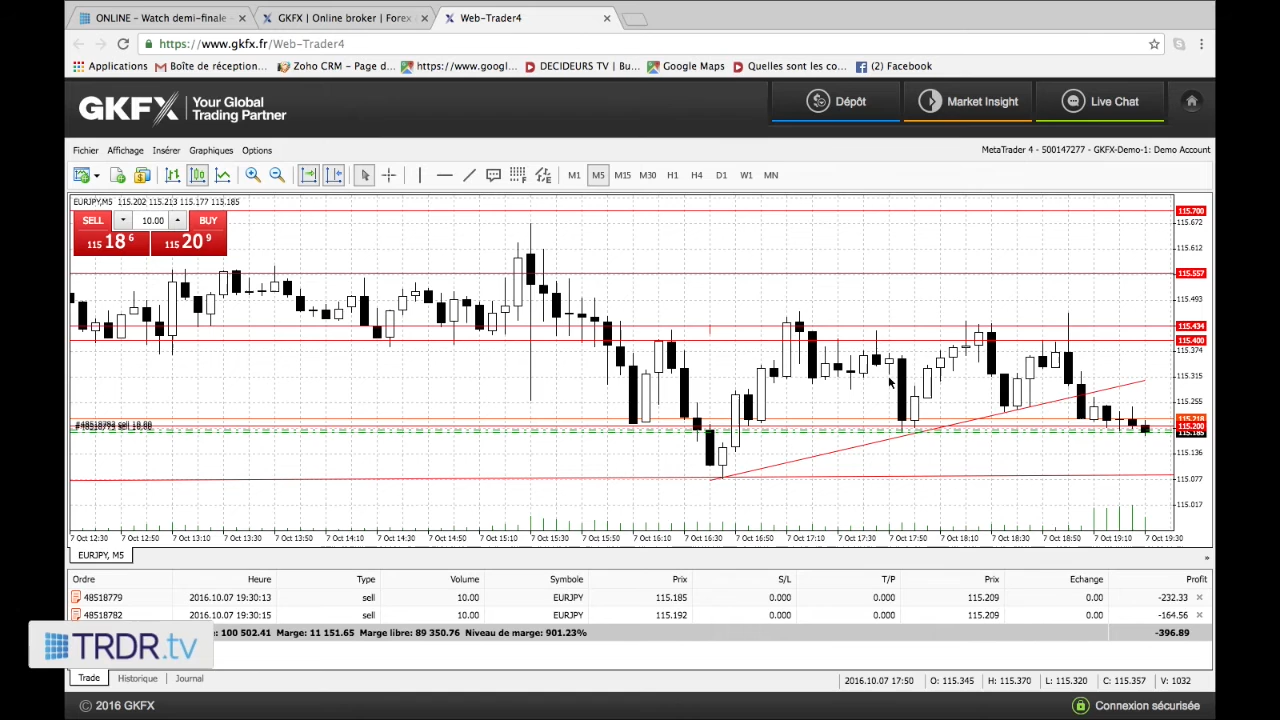 ONLINE - Watch demi-finale
GKFX | Online broker | Forex
Web-Trader4
https://www.gkfx.fr/Web-Trader4
Applications
Boîte de réception...
Zoho CRM - Page d...
https://www.googl...
DECIDEURS TV | Bu...
Google Maps
Quelles sont les co...
(2) Facebook
GKFX
Your Global
Trading Partner
Dépôt
Market Insight
Live Chat
Fichier Affichage Insérer Graphiques Options
MetaTrader 4 - 500147277 - GKFX-Demo-1: Demo Account
M1 M5 M15 M30 H1 H4 D1 W1 MN
EURJPY,M5 115.202 115.213 115.177 115.185
SELL 10.00 BUY
115 18 6 115 20 9
115.700
115.672
115.612
115.557
115.493
115.434
115.400
115.374
115.315
115.255
115.218
115.200
115.185
115.136
115.077
115.017
#48518782 sell 10.00
7 Oct 12:30 7 Oct 12:50 7 Oct 13:10 7 Oct 13:30 7 Oct 13:50 7 Oct 14:10 7 Oct 14:30 7 Oct 14:50 7 Oct 15:10 7 Oct 15:30 7 Oct 15:50 7 Oct 16:10 7 Oct 16:30 7 Oct 16:50 7 Oct 17:10 7 Oct 17:30 7 Oct 17:50 7 Oct 18:10 7 Oct 18:30 7 Oct 18:50 7 Oct 19:10 7 Oct 19:30
EURJPY, M5
»
Ordre Heure Type Volume Symbole Prix S/L T/P Prix Echange Profit
48518779 2016.10.07 19:30:13 sell 10.00 EURJPY 115.185 0.000 0.000 115.209 0.00 -232.33
48518782 2016.10.07 19:30:15 sell 10.00 EURJPY 115.192 0.000 0.000 115.209 0.00 -164.56
100 502.41 Marge: 11 151.65 Marge libre: 89 350.76 Niveau de marge: 901.23% -396.89
TRDR.tv
Trade Historique Journal
2016.10.07 17:50 O: 115.345 H: 115.370 L: 115.320 C: 115.357 V: 1032
© 2016 GKFX
Connexion sécurisée